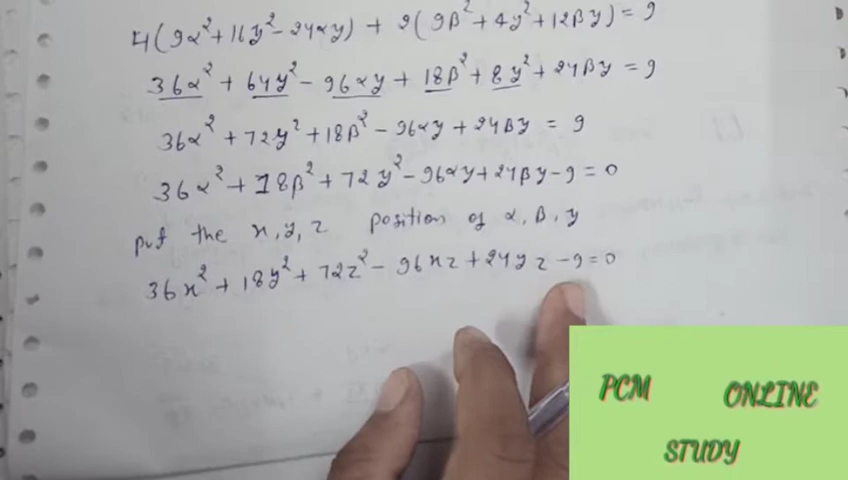 4(9α² + 16γ² - 24αγ) + 2(9β² + 4γ² + 12βγ) = 9
36α² + 64γ² - 96αγ + 18β² + 8γ² + 24βγ = 9
36α² + 72γ² + 18β² - 96αγ + 24βγ = 9
36α² + 18β² + 72γ² - 96αγ + 24βγ - 9 = 0
put the x, y, z position of α, β, γ
36x² + 18y² + 72z² - 96xz + 24yz - 9 = 0
PCM ONLINE
STUDY